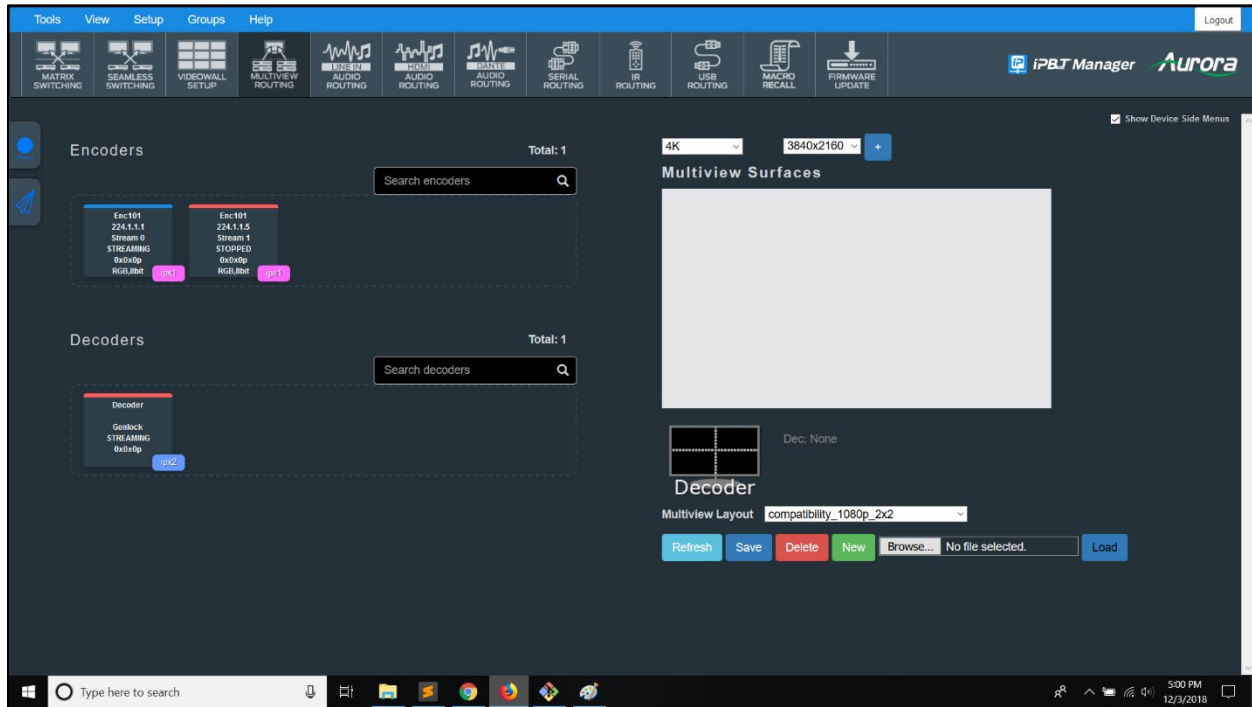 Tools View Setup Groups Help
Logout
MATRIX
SWITCHING
SEAMLESS
SWITCHING
VIDEOWALL
SETUP
MULTIVIEW
ROUTING
LINE IN
AUDIO
ROUTING
HDMI
AUDIO
ROUTING
DANTE
AUDIO
ROUTING
SERIAL
ROUTING
IR
ROUTING
USB
ROUTING
MACRO
RECALL
FIRMWARE
UPDATE
IP
iPBT Manager
Aurora
Show Device Side Menus
Encoders
Total: 1
Search encoders
Enc101
224.1.1.1
Stream 0
STREAMING
0x0x0p
RGB,8bit
ipx1
Enc101
224.1.1.5
Stream 1
STOPPED
0x0x0p
RGB,8bit
ipx1
Decoders
Total: 1
Search decoders
Decoder
Genlock
STREAMING
0x0x0p
ipx2
4K
3840x2160
+
Multiview Surfaces
Dec: None
Decoder
Multiview Layout compatibility_1080p_2x2
Refresh Save Delete New Browse... No file selected. Load
Type here to search
5:00 PM
12/3/2018